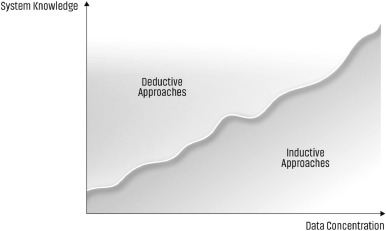 System Knowledge
Deductive
Approaches
Inductive
Approaches
Data Concentration